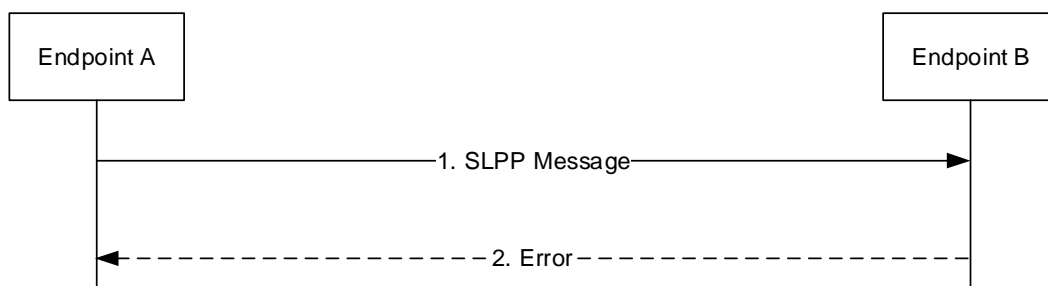 Endpoint A
Endpoint B
1. SLPP Message
2. Error